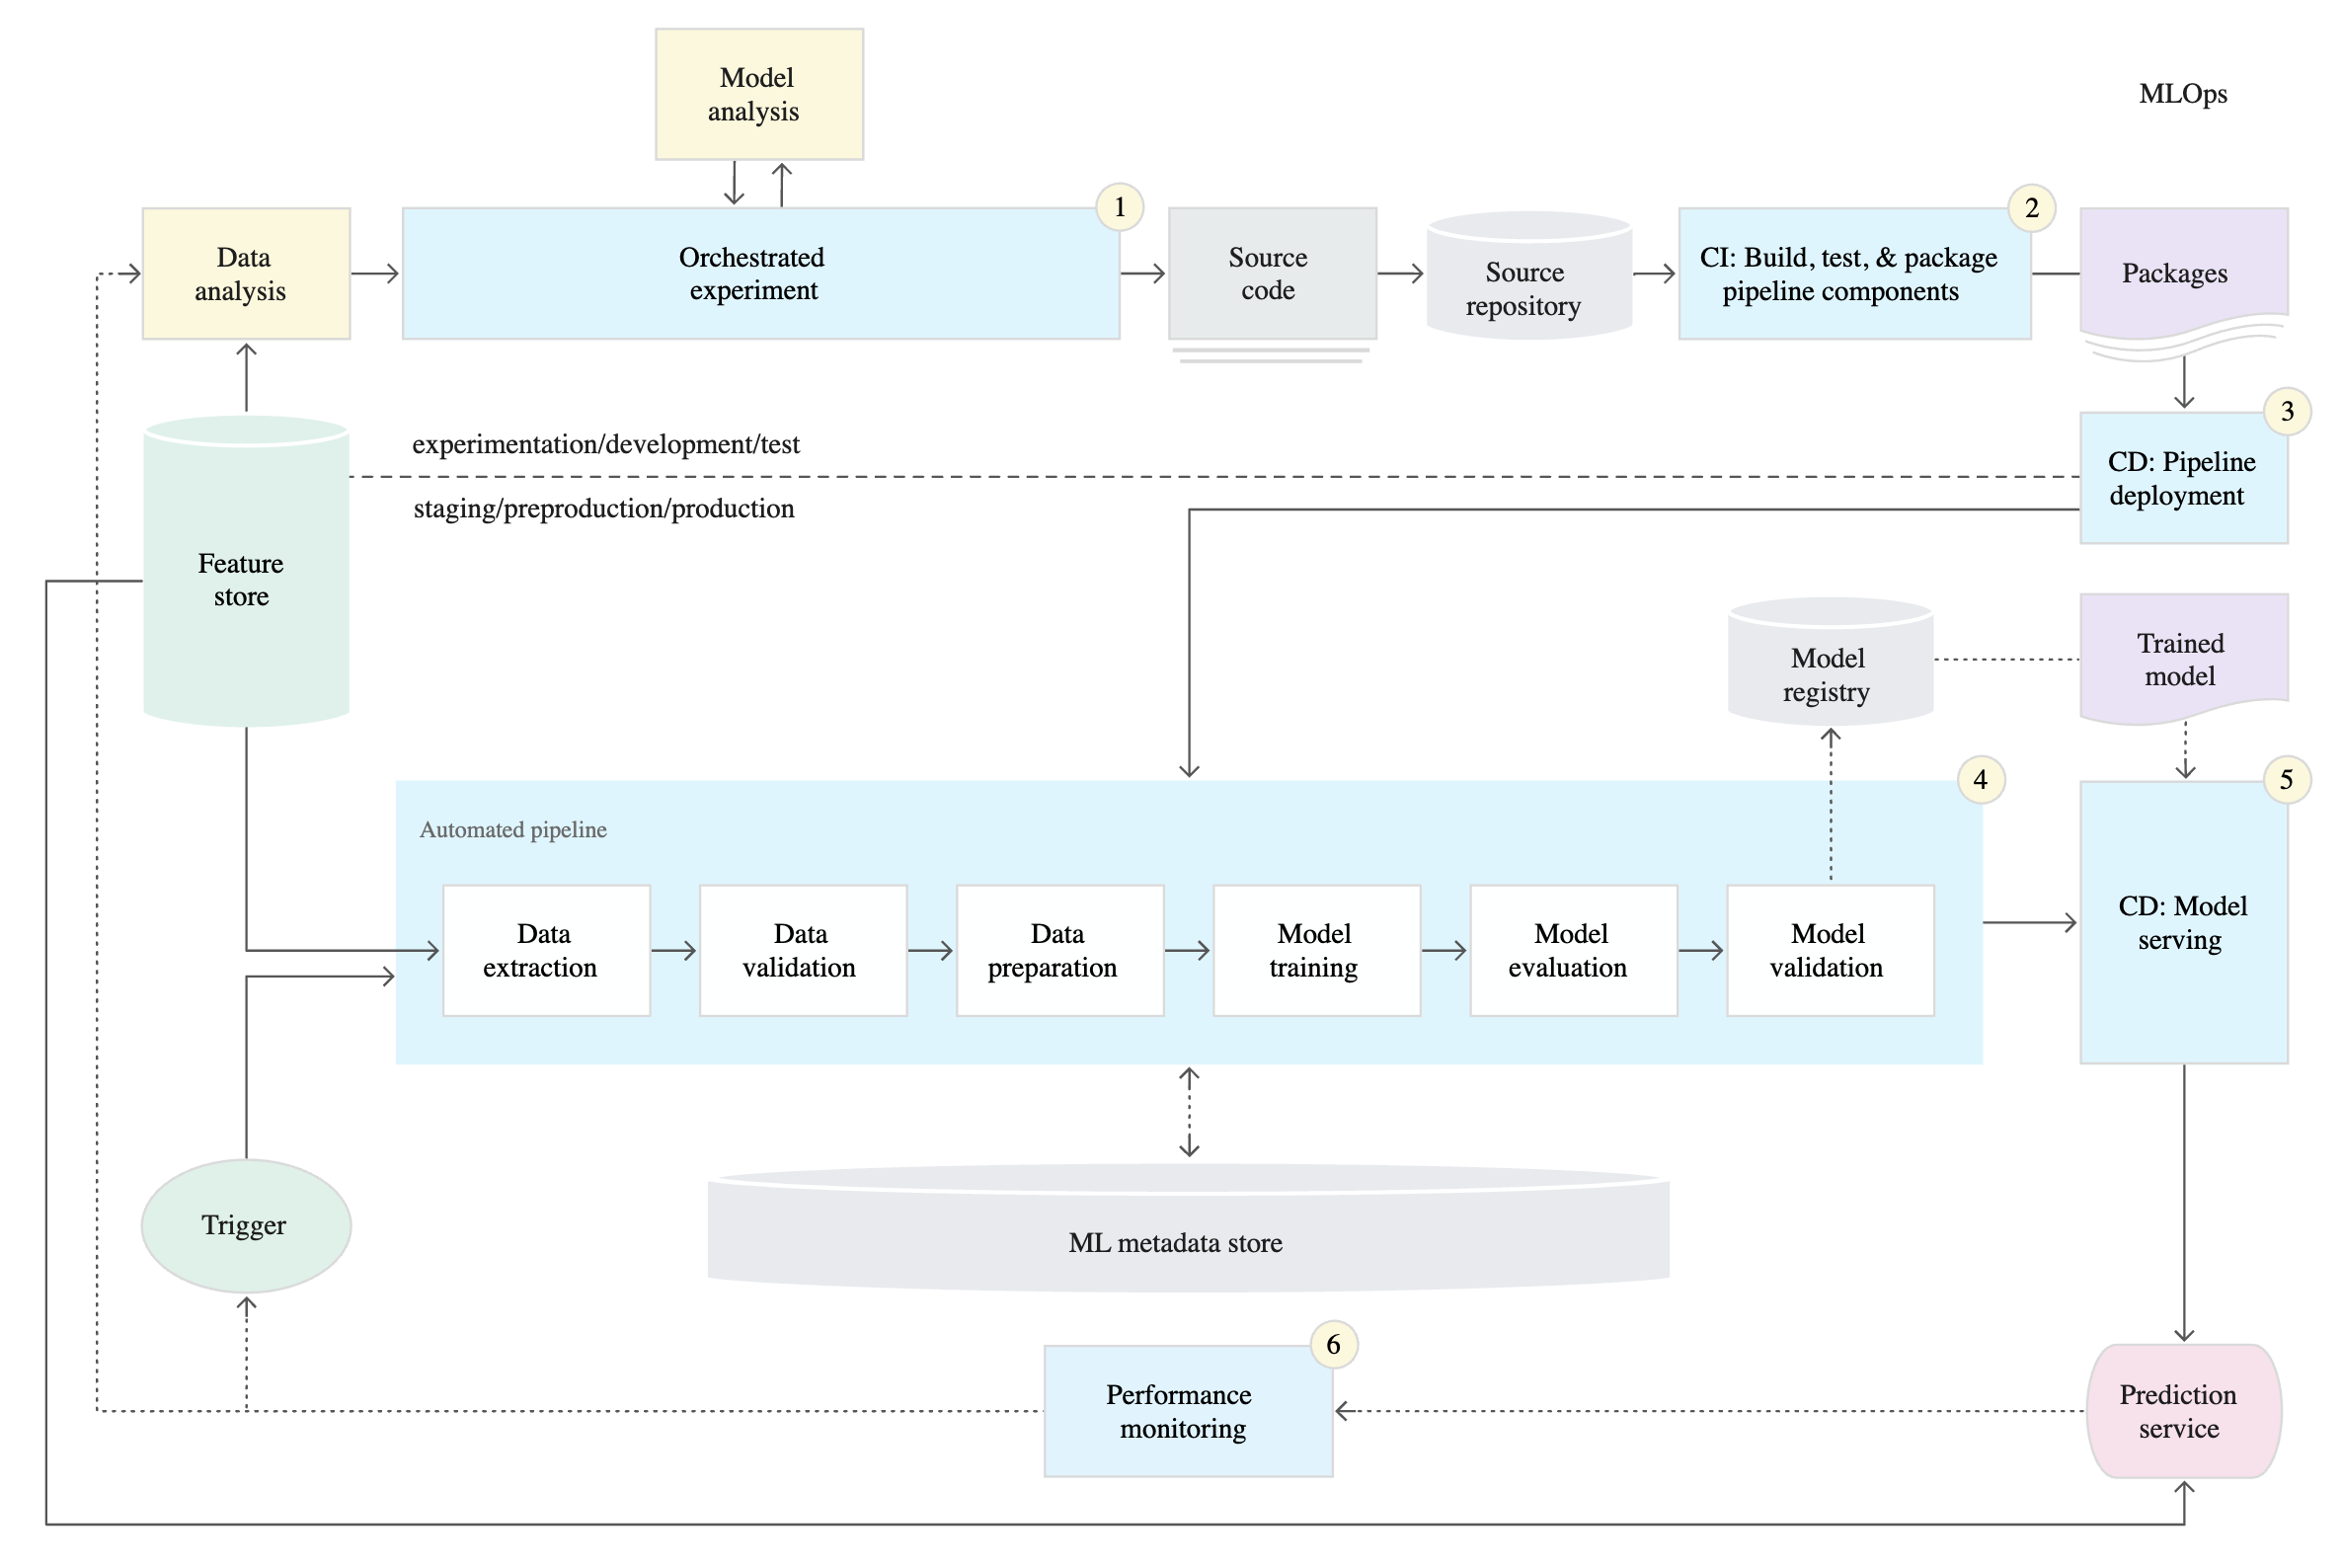 Model
analysis
MLOps
1
2
Data
analysis
Orchestrated
experiment
Source
code
Source
repository
CI: Build, test, & package
pipeline components
Packages
3
experimentation/development/test
CD: Pipeline
deployment
staging/preproduction/production
Feature
store
Model
registry
Trained
model
4
5
Automated pipeline
Data
extraction
Data
validation
Data
preparation
Model
training
Model
evaluation
Model
validation
CD: Model
serving
Trigger
ML metadata store
6
Performance
monitoring
Prediction
service